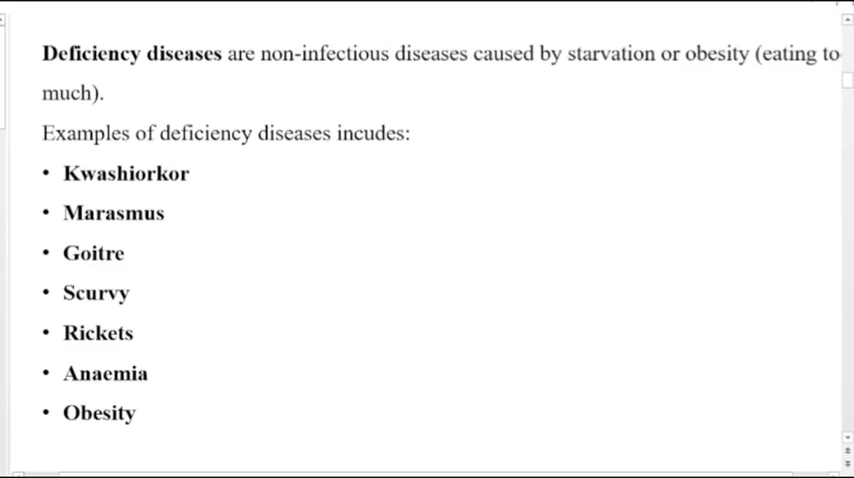 Deficiency diseases are non-infectious diseases caused by starvation or obesity (eating to
much).
Examples of deficiency diseases incudes:
• Kwashiorkor
• Marasmus
• Goitre
• Scurvy
• Rickets
• Anaemia
• Obesity